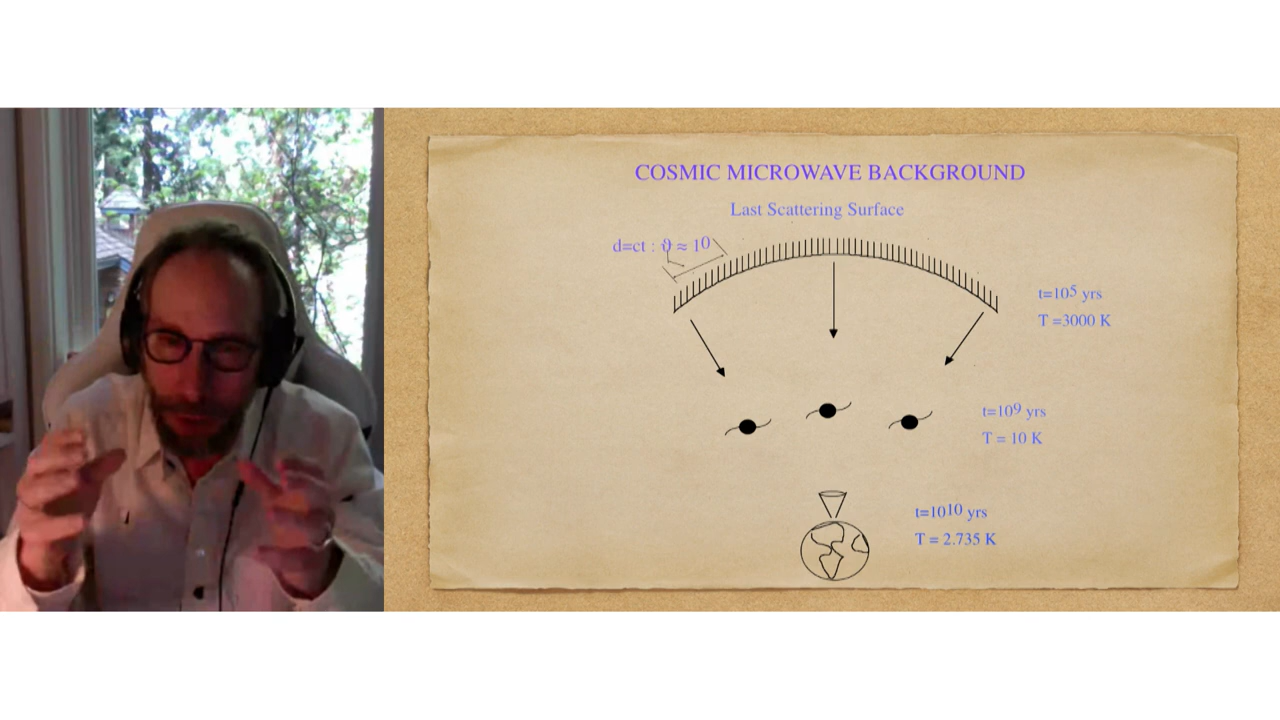 COSMIC MICROWAVE BACKGROUND
Last Scattering Surface
d=ct : ϑ ≈ 10
t=10⁵ yrs
T =3000 K
t=10⁹ yrs
T = 10 K
t=10¹⁰ yrs
T = 2.735 K